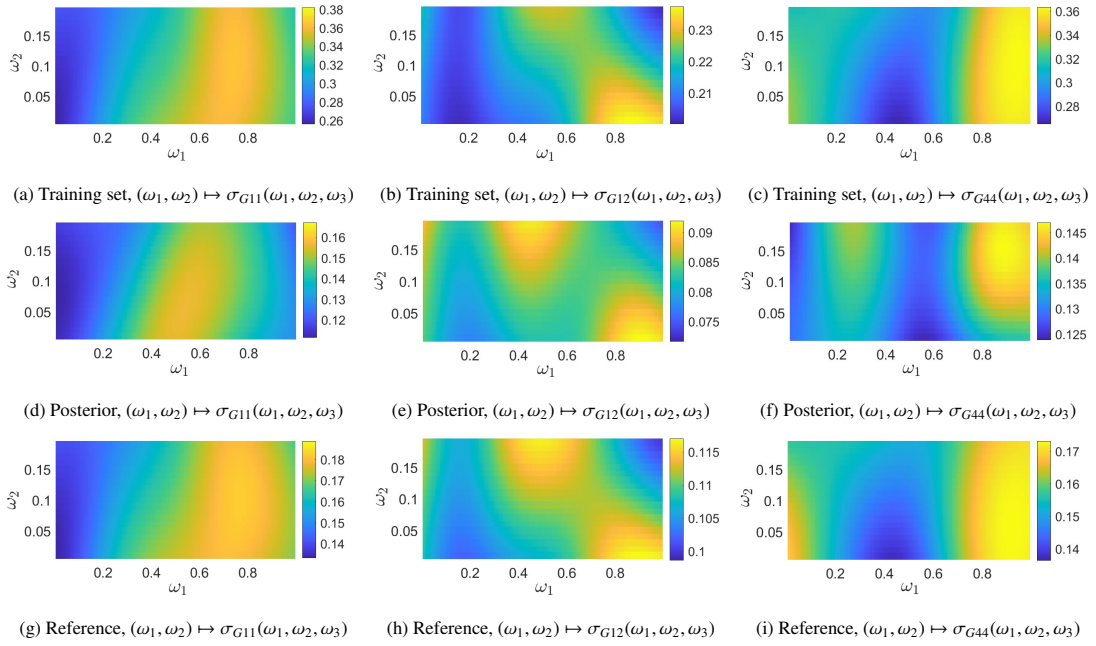 0.15
0.1
0.05
ω2
0.2 0.4 0.6 0.8
ω1
0.38
0.36
0.34
0.32
0.30
0.28
0.26
0.15
0.1
0.05
ω2
0.2 0.4 0.6 0.8
ω1
0.23
0.22
0.21
0.15
0.1
0.05
ω2
0.2 0.4 0.6 0.8
ω1
0.36
0.34
0.32
0.3
0.28
(a) Training set, (ω1, ω2) ↦ σG11(ω1, ω2, ω3)
(b) Training set, (ω1, ω2) ↦ σG12(ω1, ω2, ω3)
(c) Training set, (ω1, ω2) ↦ σG44(ω1, ω2, ω3)
0.15
0.1
0.05
ω2
0.2 0.4 0.6 0.8
ω1
0.16
0.15
0.14
0.13
0.12
0.15
0.1
0.05
ω2
0.2 0.4 0.6 0.8
ω1
0.09
0.085
0.08
0.075
0.15
0.1
0.05
ω2
0.2 0.4 0.6 0.8
ω1
0.145
0.14
0.135
0.13
0.125
(d) Posterior, (ω1, ω2) ↦ σG11(ω1, ω2, ω3)
(e) Posterior, (ω1, ω2) ↦ σG12(ω1, ω2, ω3)
(f) Posterior, (ω1, ω2) ↦ σG44(ω1, ω2, ω3)
0.15
0.1
0.05
ω2
0.2 0.4 0.6 0.8
ω1
0.18
0.17
0.16
0.15
0.14
0.15
0.1
0.05
ω2
0.2 0.4 0.6 0.8
ω1
0.115
0.11
0.105
0.1
0.15
0.1
0.05
ω2
0.2 0.4 0.6 0.8
ω1
0.17
0.16
0.15
0.14
(g) Reference, (ω1, ω2) ↦ σG11(ω1, ω2, ω3)
(h) Reference, (ω1, ω2) ↦ σG12(ω1, ω2, ω3)
(i) Reference, (ω1, ω2) ↦ σG44(ω1, ω2, ω3)